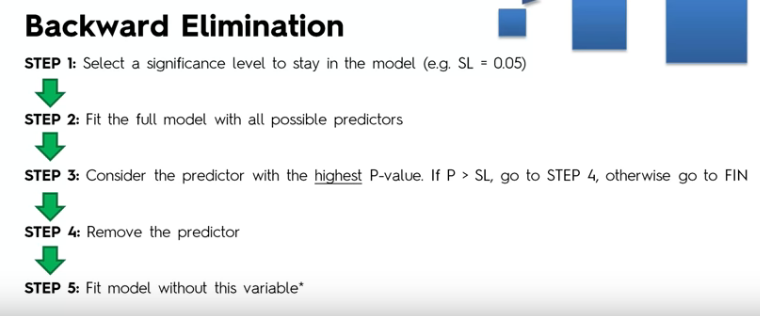 Backward Elimination
STEP 1: Select a significance level to stay in the model (e.g. SL = 0.05)
STEP 2: Fit the full model with all possible predictors
STEP 3: Consider the predictor with the highest P-value. If P > SL, go to STEP 4, otherwise go to FIN
STEP 4: Remove the predictor
STEP 5: Fit model without this variable*